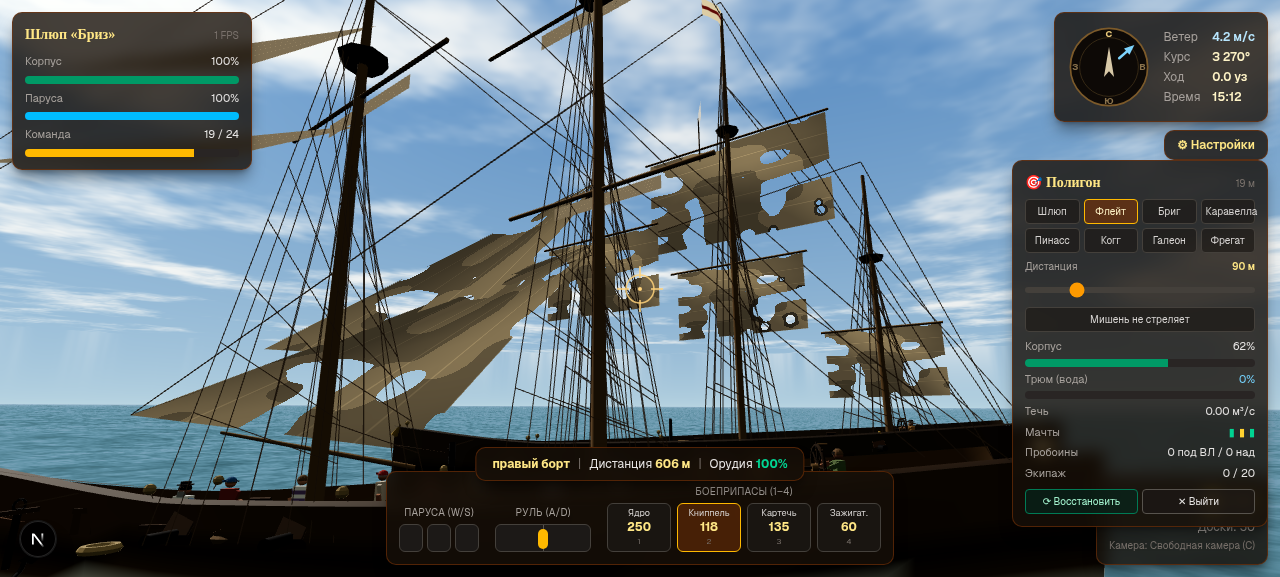 Шлюп «Бриз» 1 FPS
Корпус 100%
Паруса 100%
Команда 19 / 24
С
З В
Ю
Ветер 4.2 м/с
Курс З 270°
Ход 0.0 уз
Время 15:12
⚙ Настройки
🎯 Полигон 19 м
Шлюп Флейт Бриг Каравелла
Пинасс Когг Галеон Фрегат
Дистанция 90 м
Мишень не стреляет
Корпус 62%
Трюм (вода) 0%
Течь 0.00 м³/с
Мачты
Пробоины 0 под ВЛ / 0 над
Экипаж 0 / 20
⟳ Восстановить ✕ Выйти
Камера: Свободная камера (C)
правый борт | Дистанция 606 м | Орудия 100%
БОЕПРИПАСЫ (1–4)
ПАРУСА (W/S) РУЛЬ (A/D)
Ядро Книппель Картечь Зажигат.
250 118 135 60
1 2 3 4
N